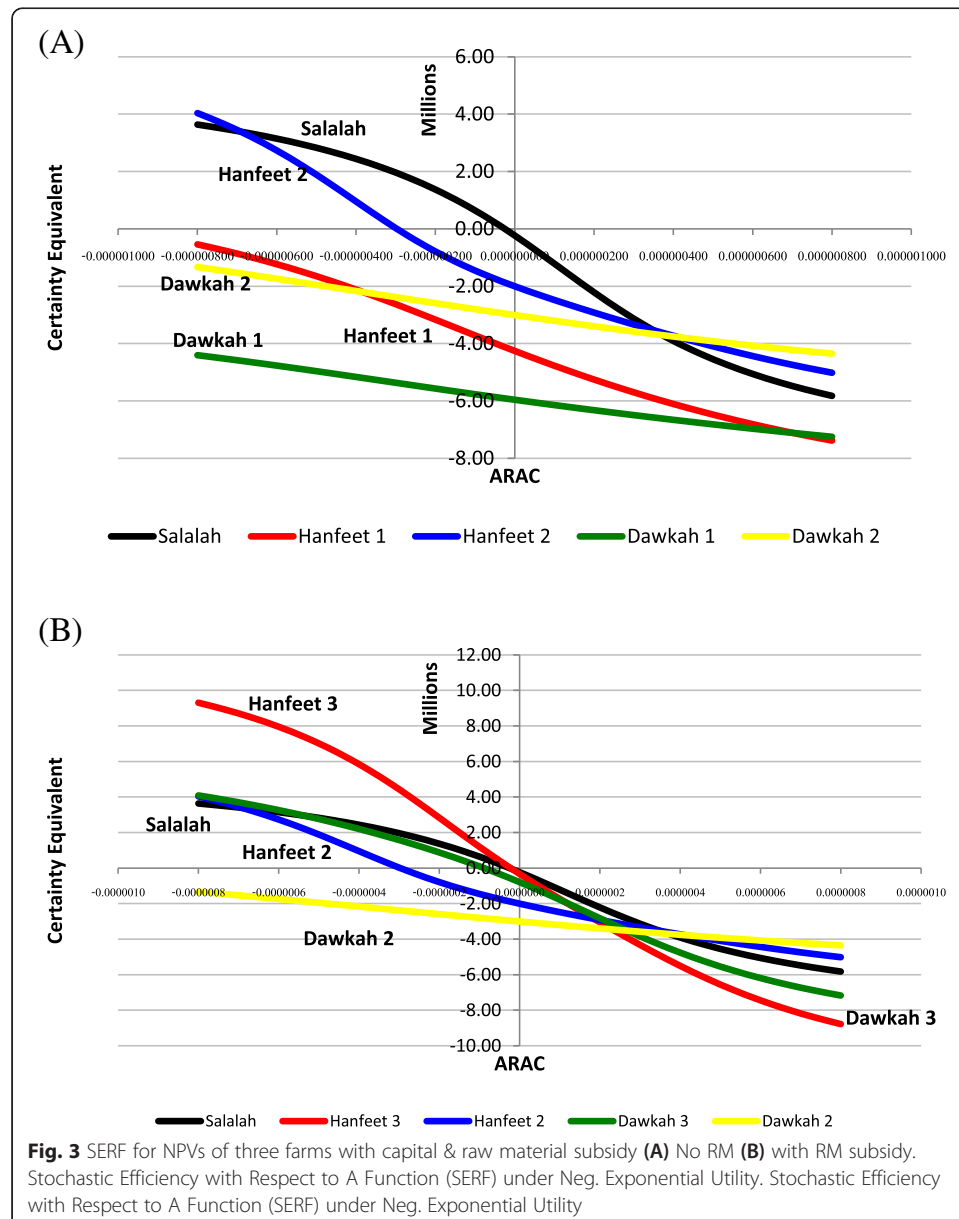 (A)
6.00
Millions
4.00
Salalah
Hanfeet 2
2.00
0.00
-0.000001000 -0.000000800 -0.000000600 -0.000000400 -0.000000200 0.000000000 0.000000200 0.000000400 0.000000600 0.000000800 0.000001000
Certainty Equivalent
Dawkah 2
-2.00
Hanfeet 1
Dawkah 1
-4.00
-6.00
-8.00
ARAC
Salalah Hanfeet 1 Hanfeet 2 Dawkah 1 Dawkah 2
(B)
12.00
Millions
10.00
Hanfeet 3
8.00
6.00
4.00
Salalah
2.00
Hanfeet 2
0.00
-0.0000010 -0.0000008 -0.0000006 -0.0000004 -0.0000002 0.0000000 0.0000002 0.0000004 0.0000006 0.0000008 0.0000010
Certainty Equivalent
-2.00
Dawkah 2
-4.00
-6.00
-8.00
Dawkah 3
-10.00
ARAC
Salalah Hanfeet 3 Hanfeet 2 Dawkah 3 Dawkah 2
Fig. 3 SERF for NPVs of three farms with capital & raw material subsidy (A) No RM (B) with RM subsidy.
Stochastic Efficiency with Respect to A Function (SERF) under Neg. Exponential Utility. Stochastic Efficiency
with Respect to A Function (SERF) under Neg. Exponential Utility